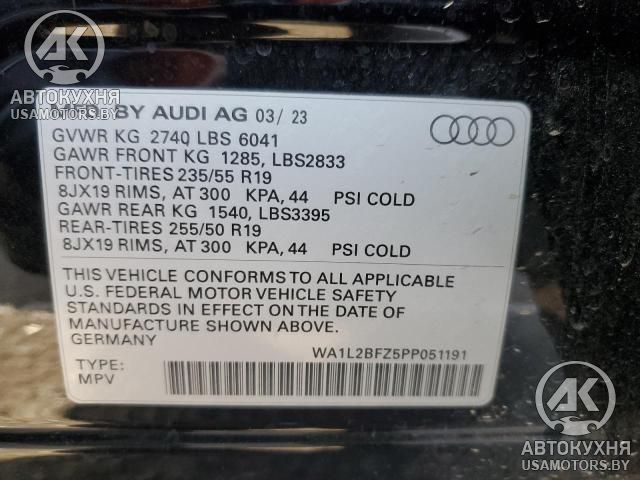 АК
АВТОКУХНЯ
USAMOTORS.BY
MFD. BY AUDI AG 03/ 23
GVWR KG 2740 LBS 6041
GAWR FRONT KG 1285, LBS2833
FRONT-TIRES 235/55 R19
8JX19 RIMS, AT 300 KPA, 44 PSI COLD
GAWR REAR KG 1540, LBS3395
REAR-TIRES 255/50 R19
8JX19 RIMS, AT 300 KPA, 44 PSI COLD
THIS VEHICLE CONFORMS TO ALL APPLICABLE
U.S. FEDERAL MOTOR VEHICLE SAFETY
STANDARDS IN EFFECT ON THE DATE OF
MANUFACTURE SHOWN ABOVE.
GERMANY
WA1L2BFZ5PP051191
TYPE:
MPV
АК
АВТОКУХНЯ
USAMOTORS.BY